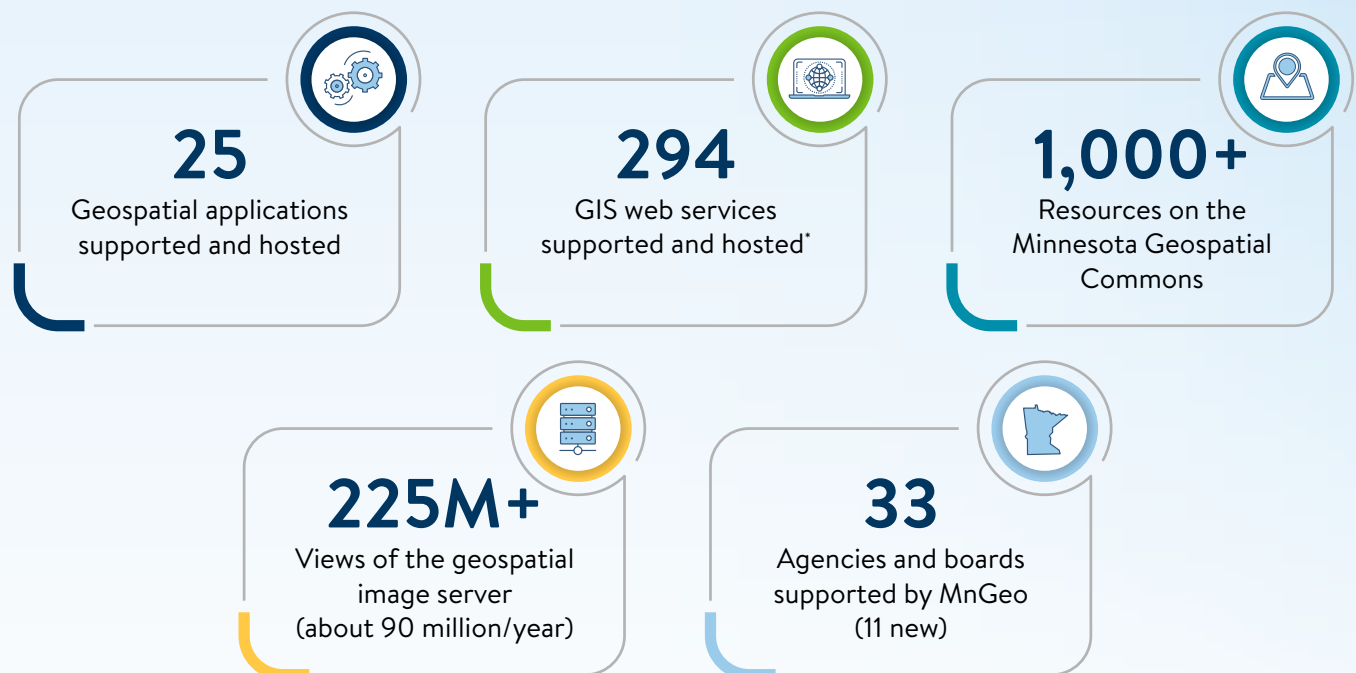 25
Geospatial applications
supported and hosted
294
GIS web services
supported and hosted*
1,000+
Resources on the
Minnesota Geospatial
Commons
225M+
Views of the geospatial
image server
(about 90 million/year)
33
Agencies and boards
supported by MnGeo
(11 new)